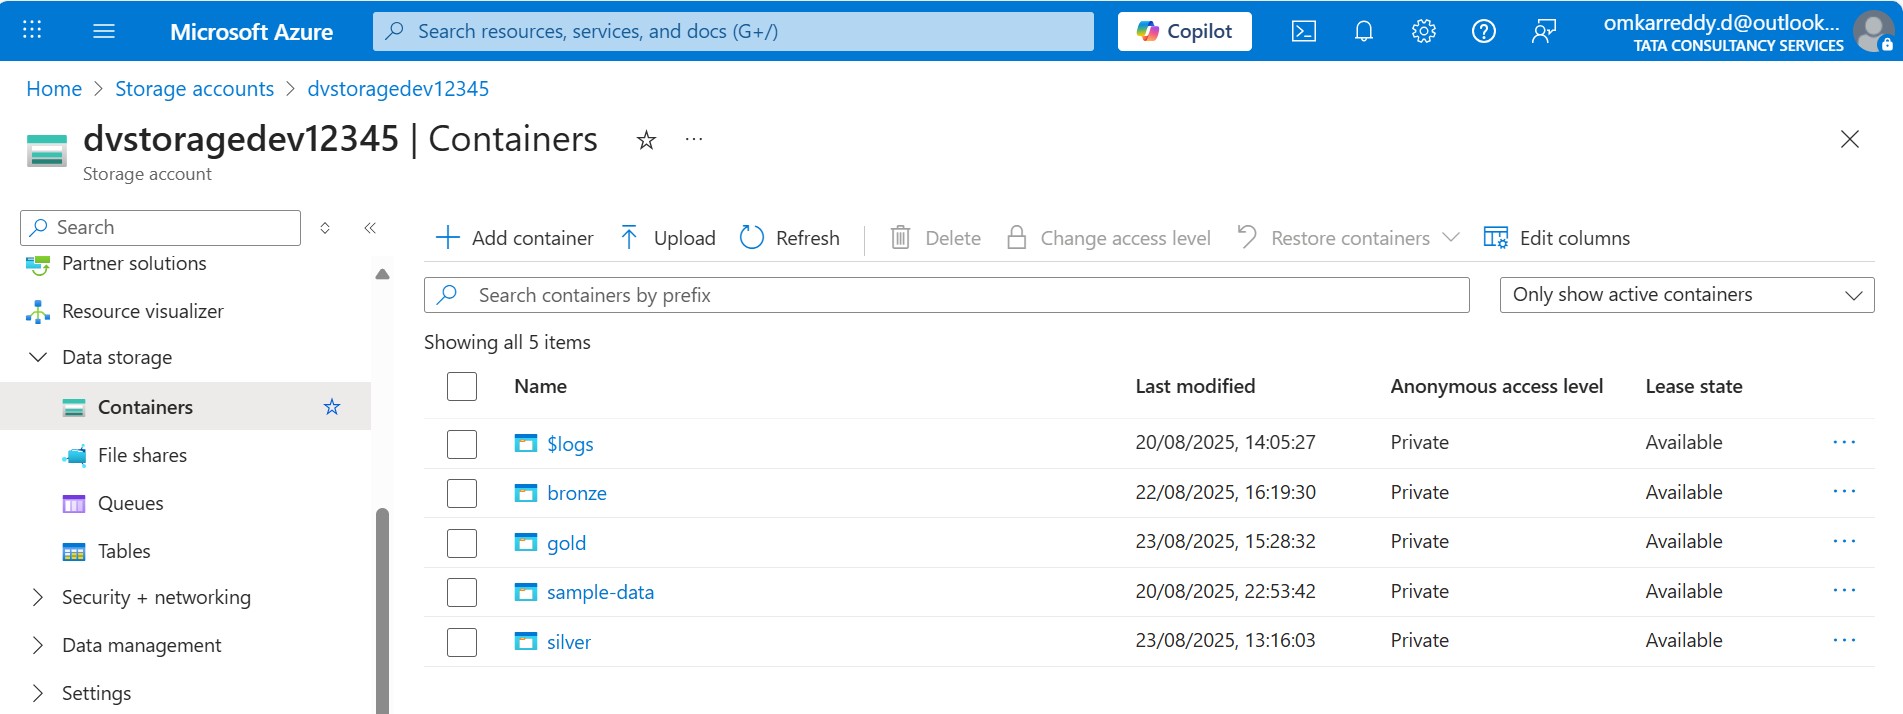 Microsoft Azure
Search resources, services, and docs (G+/)
Copilot
omkarreddy.d@outlook...
TATA CONSULTANCY SERVICES
Home > Storage accounts > dvstoragedev12345
dvstoragedev12345 | Containers
Storage account
Search
Partner solutions
Resource visualizer
Data storage
Containers
File shares
Queues
Tables
Security + networking
Data management
Settings
Add container Upload Refresh Delete Change access level Restore containers Edit columns
Search containers by prefix
Only show active containers
Showing all 5 items
Name Last modified Anonymous access level Lease state
$logs 20/08/2025, 14:05:27 Private Available
bronze 22/08/2025, 16:19:30 Private Available
gold 23/08/2025, 15:28:32 Private Available
sample-data 20/08/2025, 22:53:42 Private Available
silver 23/08/2025, 13:16:03 Private Available